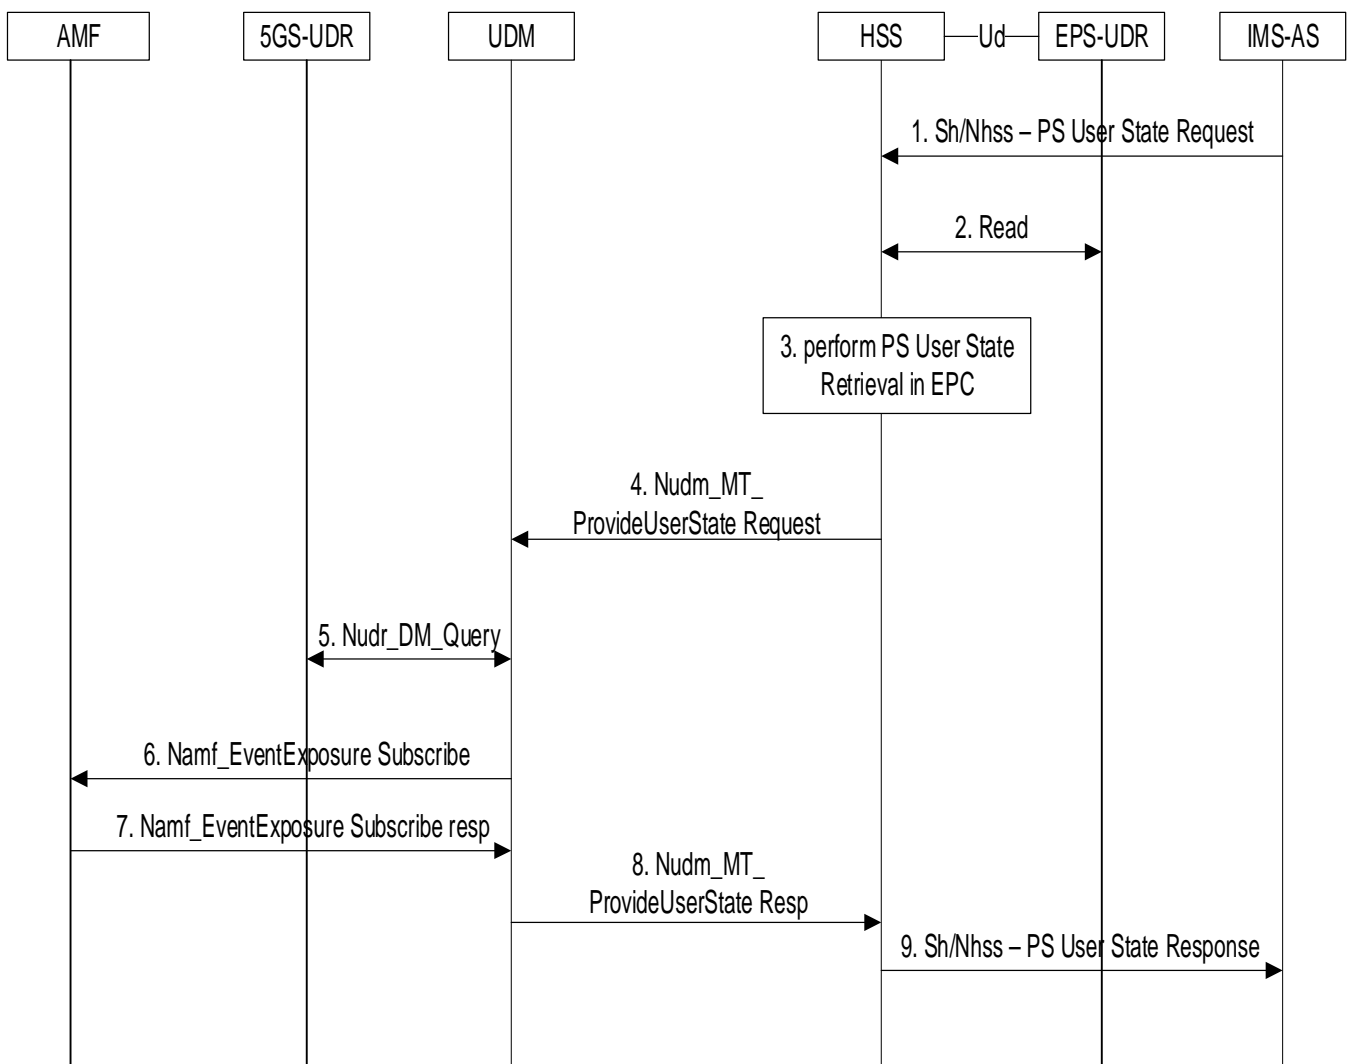 AMF
5GS-UDR
UDM
HSS
Ud
EPS-UDR
IMS-AS
1. Sh/Nhss – PS User State Request
2. Read
3. perform PS User State
Retrieval in EPC
4. Nudm_MT_
ProvideUserState Request
5. Nudr_DM_Query
6. Namf_EventExposure Subscribe
7. Namf_EventExposure Subscribe resp
8. Nudm_MT_
ProvideUserState Resp
9. Sh/Nhss – PS User State Response